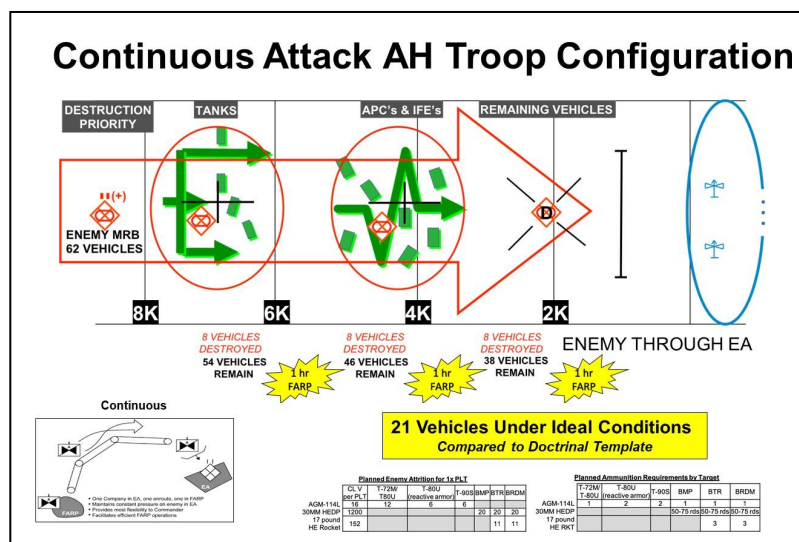 Continuous Attack AH Troop Configuration
DESTRUCTION
PRIORITY
TANKS
APC's & IFE's
REMAINING VEHICLES
(+)
ENEMY MRB
62 VEHICLES
D
8K
6K
4K
2K
8 VEHICLES
DESTROYED
54 VEHICLES
REMAIN
1 hr
FARP
8 VEHICLES
DESTROYED
46 VEHICLES
REMAIN
1 hr
FARP
8 VEHICLES
DESTROYED
38 VEHICLES
REMAIN
1 hr
FARP
ENEMY THROUGH EA
Continuous
EA
FARP
• One Company in EA, one enroute, one in FARP
• Maintains constant pressure on enemy in EA
• Provides most flexibility to Commander
• Facilitates efficient FARP operations
21 Vehicles Under Ideal Conditions
Compared to Doctrinal Template
Planned Enemy Attrition for 1x PLT
CL V per PLT T-72M/ T80U T-80U (reactive armor) T-90S BMP BTR BRDM
AGM-114L 16 12 6 6
30MM HEDP 1200 20 20 20
17 pound HE Rocket 152 11 11
Planned Ammunition Requirements by Target
T-72M/ T-80U T-80U (reactive armor) T-90S BMP BTR BRDM
AGM-114L 1 2 2 1 1 1
30MM HEDP 50-75 rds 50-75 rds 50-75 rds
17 pound HE RKT 3 3